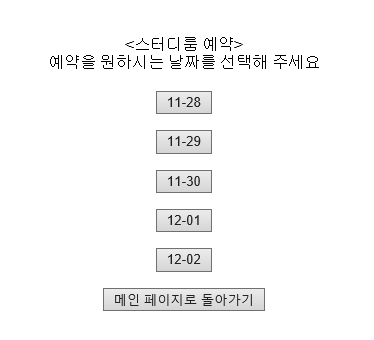 <스터디룸 예약>
예약을 원하시는 날짜를 선택해 주세요
11-28
11-29
11-30
12-01
12-02
메인 페이지로 돌아가기